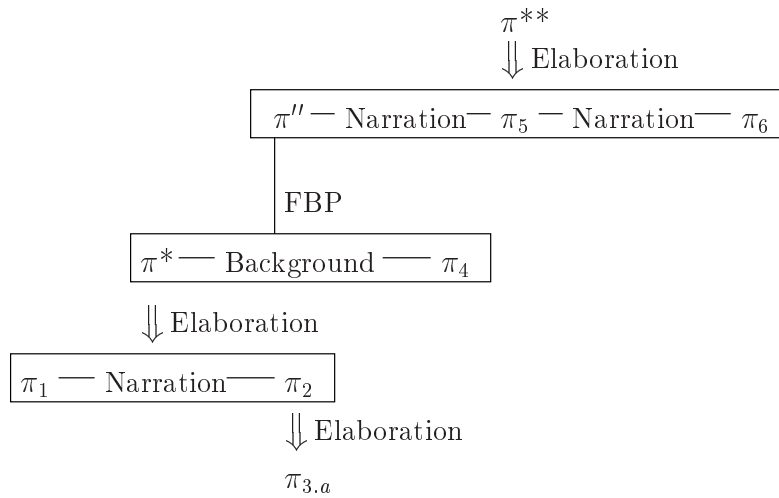 π**
⇓ Elaboration
π′′ — Narration — π₅ — Narration — π₆
FBP
π* — Background — π₄
⇓ Elaboration
π₁ — Narration — π₂
⇓ Elaboration
π₃.ₐ